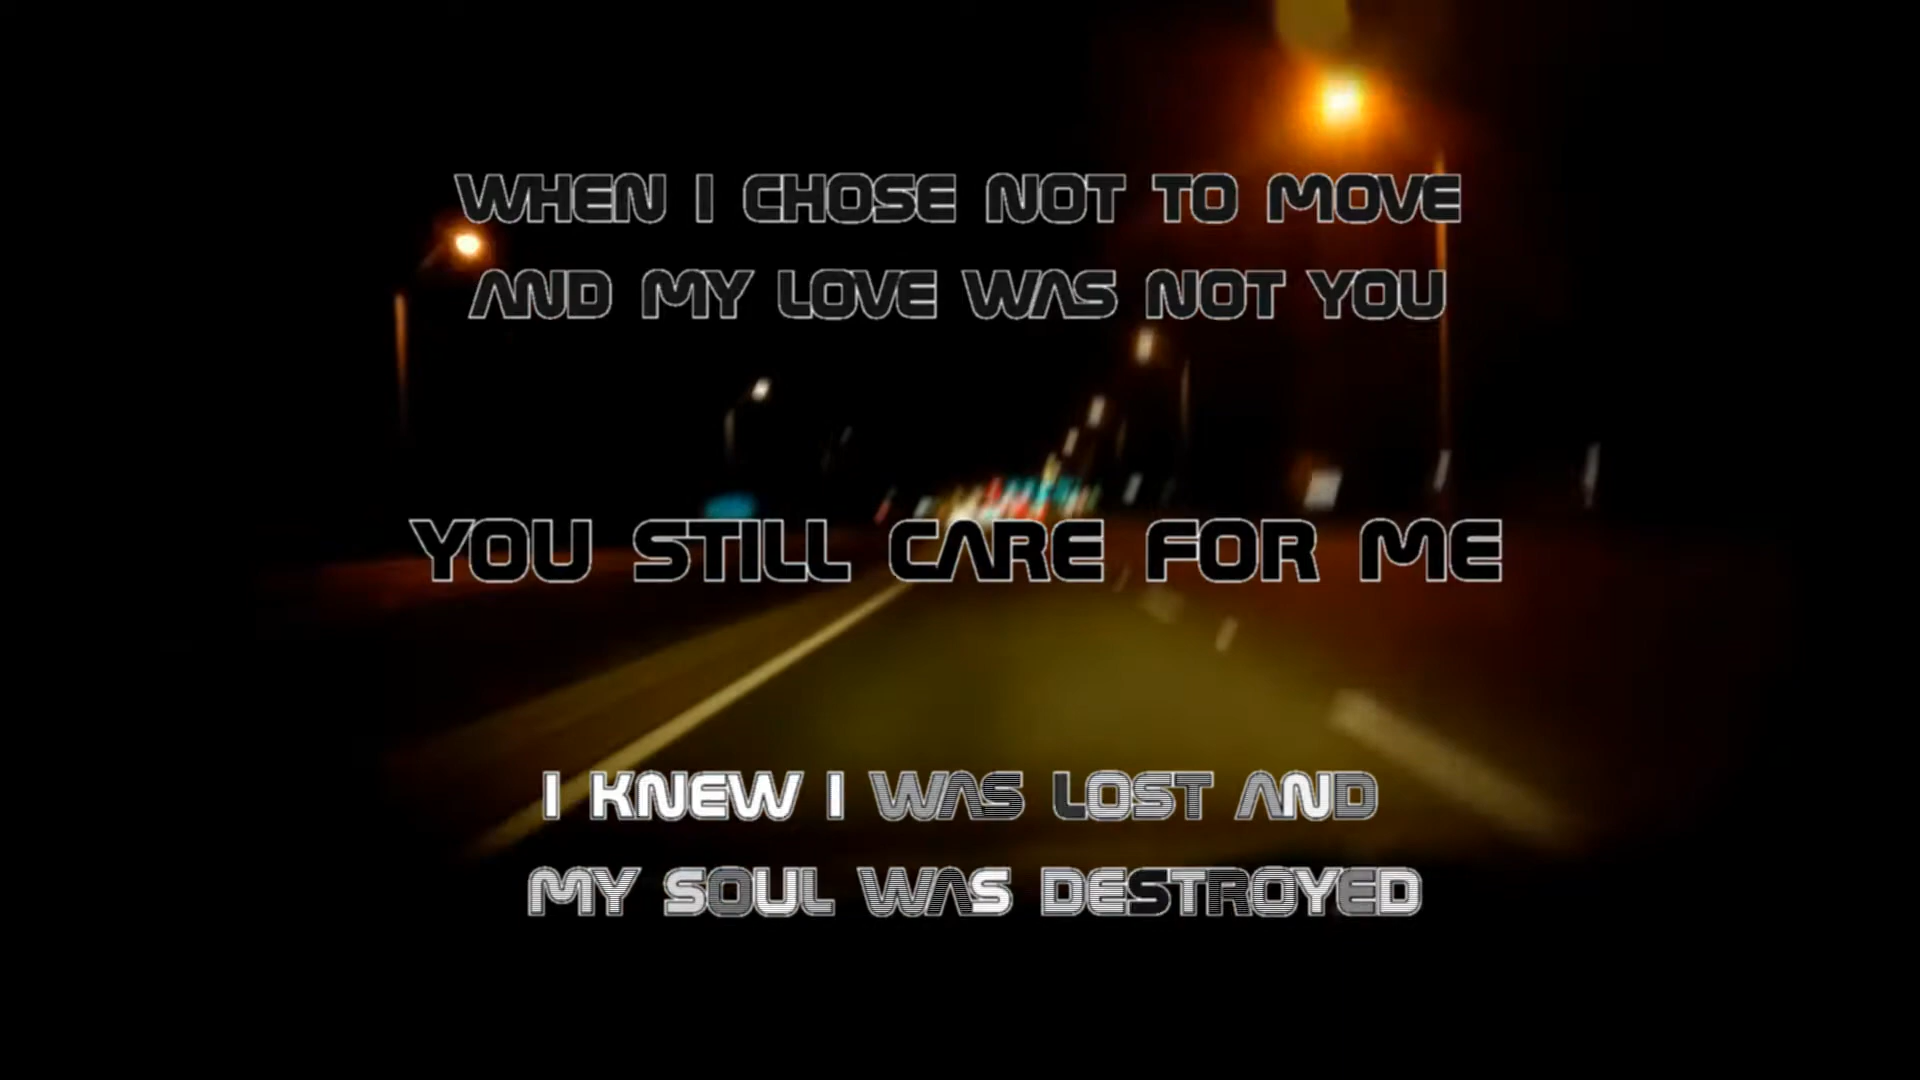 WHEN I CHOSE NOT TO MOVE
AND MY LOVE WAS NOT YOU
YOU STILL CARE FOR ME
I KNEW I WAS LOST AND
MY SOUL WAS DESTROYED